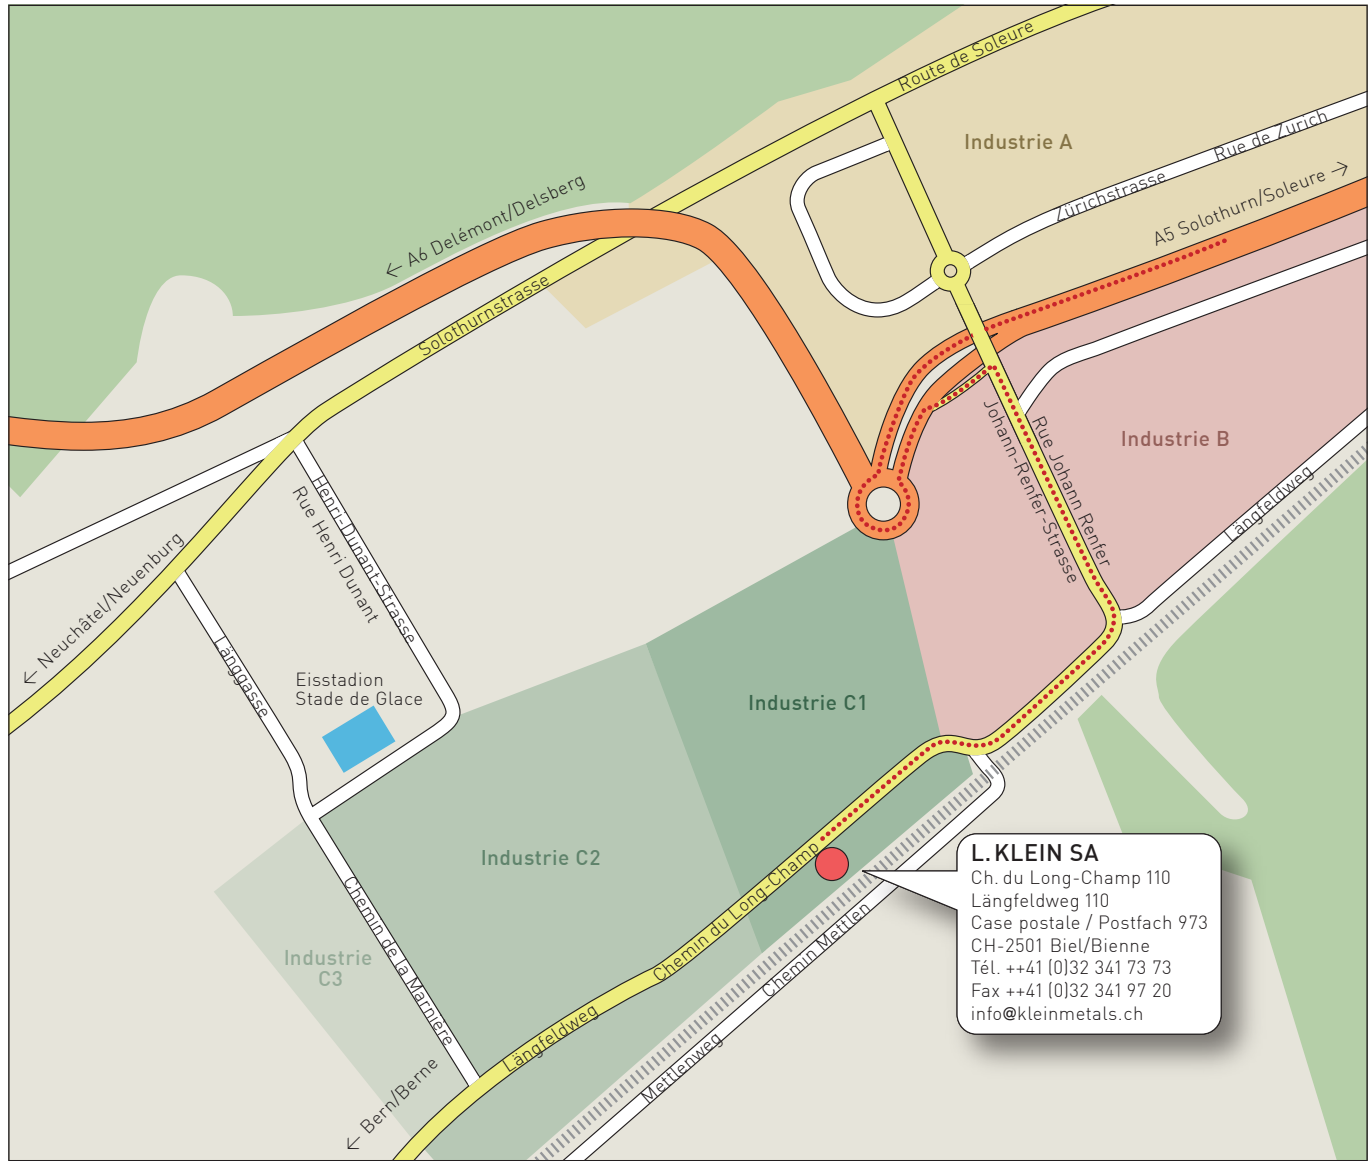 Route de Soleure
Industrie A
Rue de Zurich
Zürichstrasse
A5 Solothurn/Soleure →
← A6 Delémont/Delsberg
Solothurnstrasse
Rue Johann Renfer
Johann-Renfer-Strasse
Industrie B
Längfeldweg
Henri-Dunant-Strasse
Rue Henri Dunant
← Neuchâtel/Neuenburg
Länggasse
Eisstadion
Stade de Glace
Industrie C1
Industrie C2
Industrie
C3
Chemin de la Marniere
Chemin du Long-Champ
Längfeldweg
Chemin Mettlen
Mettlenweg
← Bern/Berne
L. KLEIN SA
Ch. du Long-Champ 110
Längfeldweg 110
Case postale / Postfach 973
CH-2501 Biel/Bienne
Tél. ++41 (0)32 341 73 73
Fax ++41 (0)32 341 97 20
info@kleinmetals.ch